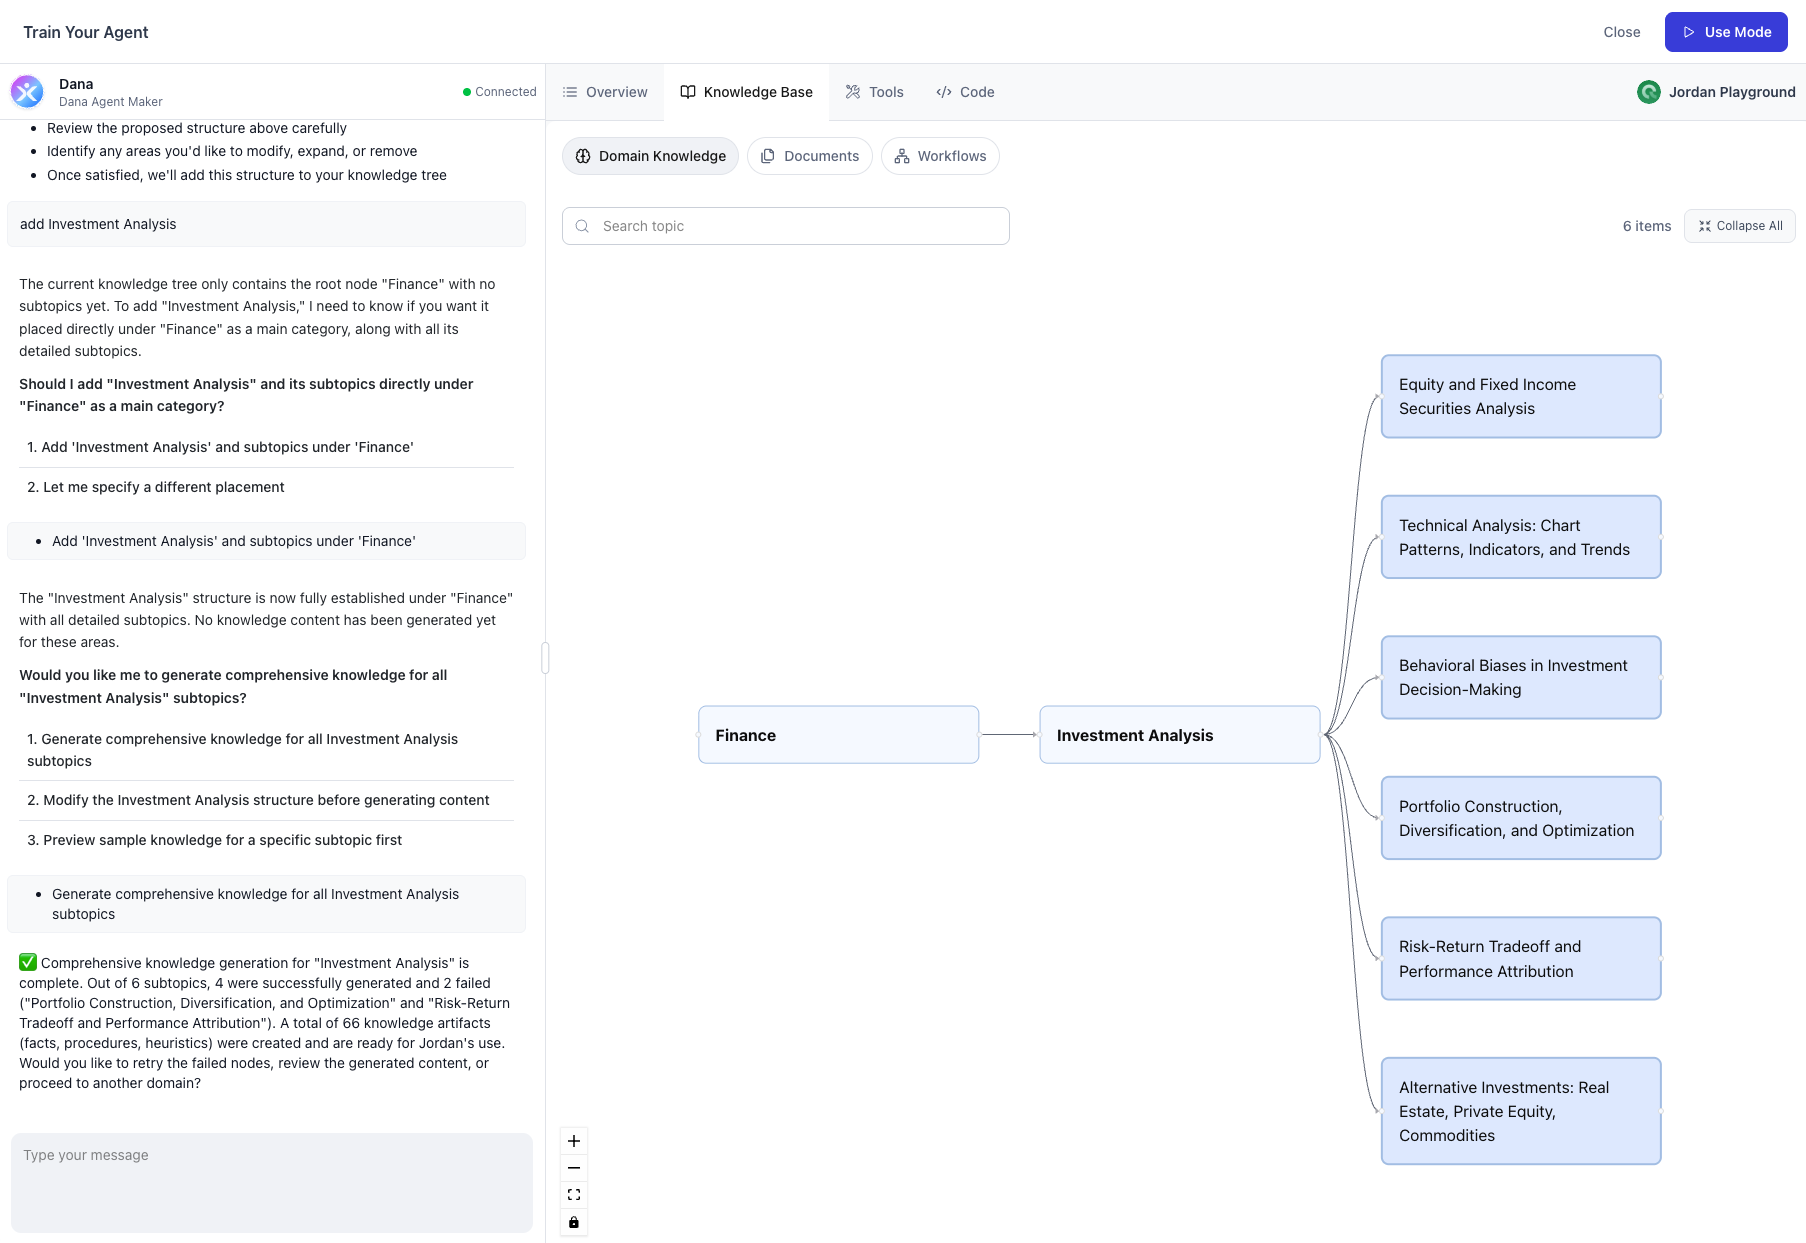 Train Your Agent
Close
Use Mode
Dana
Dana Agent Maker
Connected
Overview
Knowledge Base
Tools
Code
Jordan Playground
Review the proposed structure above carefully
Identify any areas you'd like to modify, expand, or remove
Once satisfied, we'll add this structure to your knowledge tree
add Investment Analysis
The current knowledge tree only contains the root node "Finance" with no
subtopics yet. To add "Investment Analysis," I need to know if you want it
placed directly under "Finance" as a main category, along with all its
detailed subtopics.
Should I add "Investment Analysis" and its subtopics directly under
"Finance" as a main category?
1. Add 'Investment Analysis' and subtopics under 'Finance'
2. Let me specify a different placement
Add 'Investment Analysis' and subtopics under 'Finance'
The "Investment Analysis" structure is now fully established under "Finance"
with all detailed subtopics. No knowledge content has been generated yet
for these areas.
Would you like me to generate comprehensive knowledge for all
"Investment Analysis" subtopics?
1. Generate comprehensive knowledge for all Investment Analysis
subtopics
2. Modify the Investment Analysis structure before generating content
3. Preview sample knowledge for a specific subtopic first
Generate comprehensive knowledge for all Investment Analysis
subtopics
✅ Comprehensive knowledge generation for "Investment Analysis" is
complete. Out of 6 subtopics, 4 were successfully generated and 2 failed
("Portfolio Construction, Diversification, and Optimization" and "Risk-Return
Tradeoff and Performance Attribution"). A total of 66 knowledge artifacts
(facts, procedures, heuristics) were created and are ready for Jordan's use.
Would you like to retry the failed nodes, review the generated content, or
proceed to another domain?
Type your message
Domain Knowledge
Documents
Workflows
Search topic
6 items
Collapse All
Finance
Investment Analysis
Equity and Fixed Income
Securities Analysis
Technical Analysis: Chart
Patterns, Indicators, and Trends
Behavioral Biases in Investment
Decision-Making
Portfolio Construction,
Diversification, and Optimization
Risk-Return Tradeoff and
Performance Attribution
Alternative Investments: Real
Estate, Private Equity,
Commodities